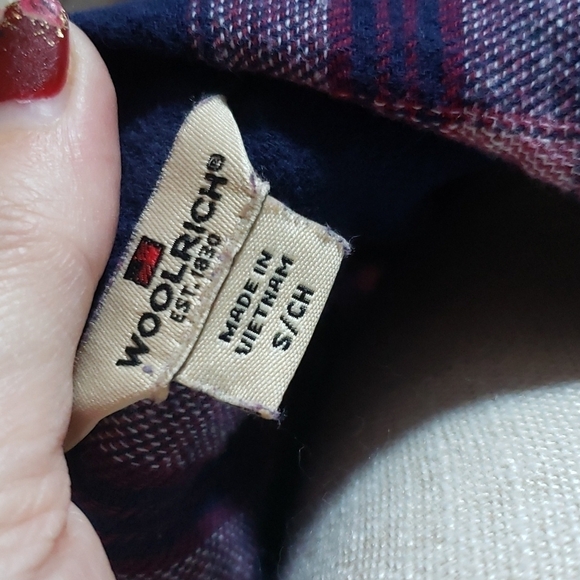 WOOLRICH®
EST. 1830
MADE IN
VIETNAM
S/CH